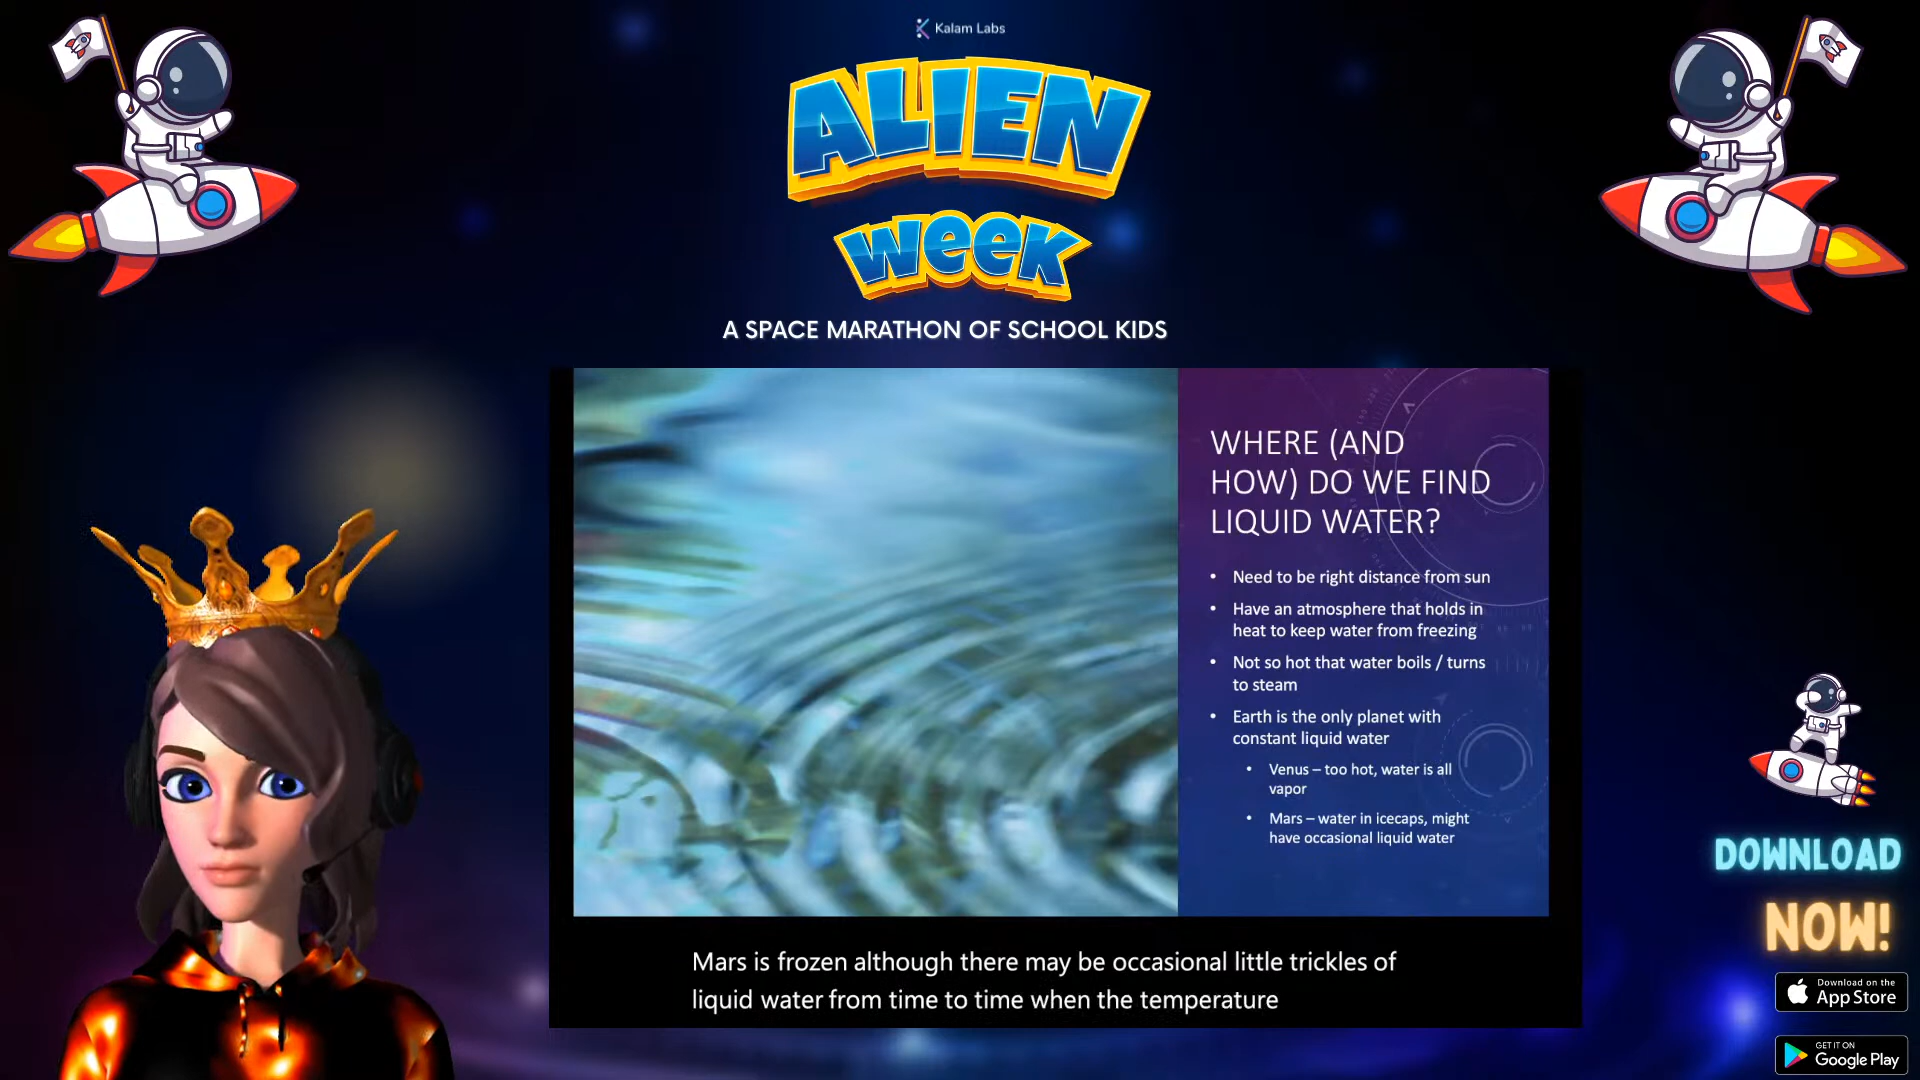 Kalam Labs
ALIEN
WEEK
A SPACE MARATHON OF SCHOOL KIDS
WHERE (AND
HOW) DO WE FIND
LIQUID WATER?
• Need to be right distance from sun
• Have an atmosphere that holds in
heat to keep water from freezing
• Not so hot that water boils / turns
to steam
• Earth is the only planet with
constant liquid water
• Venus – too hot, water is all
vapor
• Mars – water in icecaps, might
have occasional liquid water
Mars is frozen although there may be occasional little trickles of
liquid water from time to time when the temperature
DOWNLOAD
NOW!
Download on the
App Store
GET IT ON
Google Play